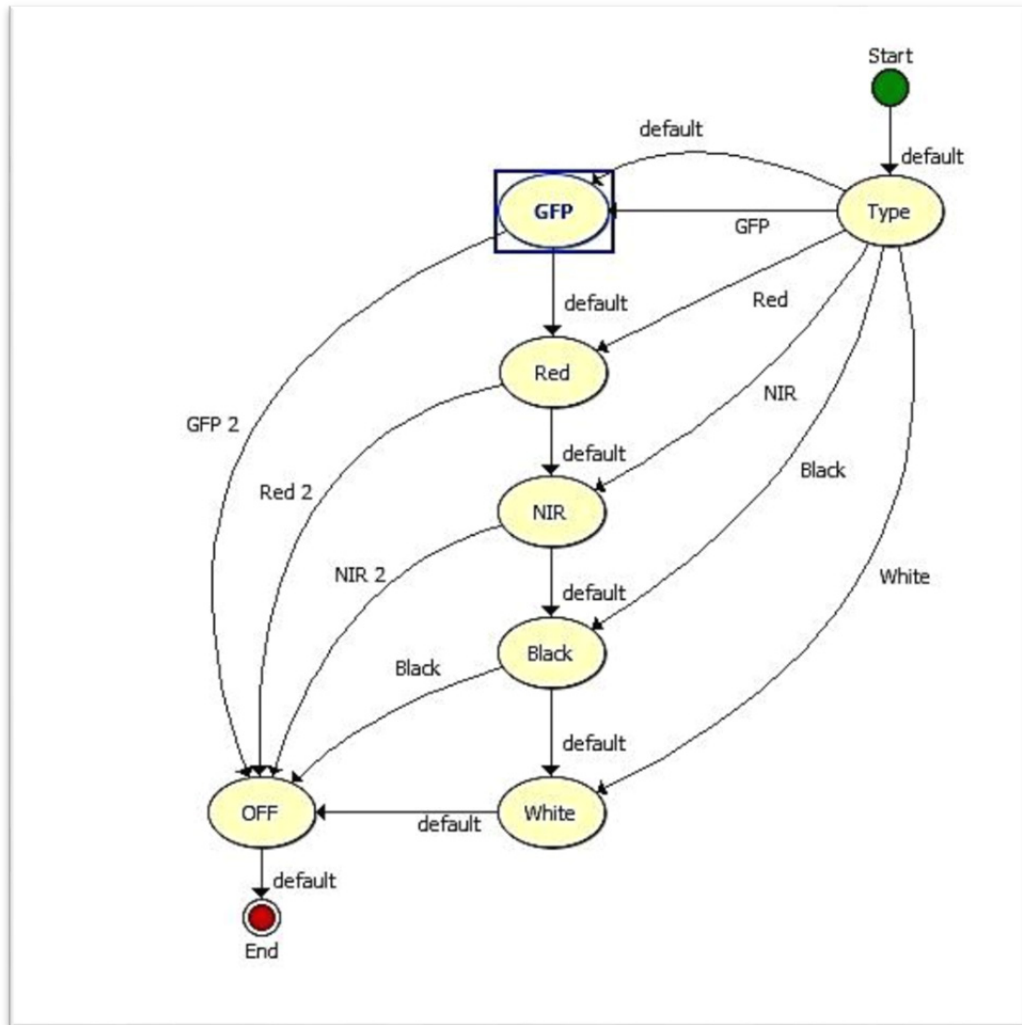 Start
default
default
GFP
GFP
Type
default
Red
Red
NIR
GFP 2
default
Black
Red 2
NIR
NIR 2
default
White
Black
Black
default
OFF
default
White
default
End